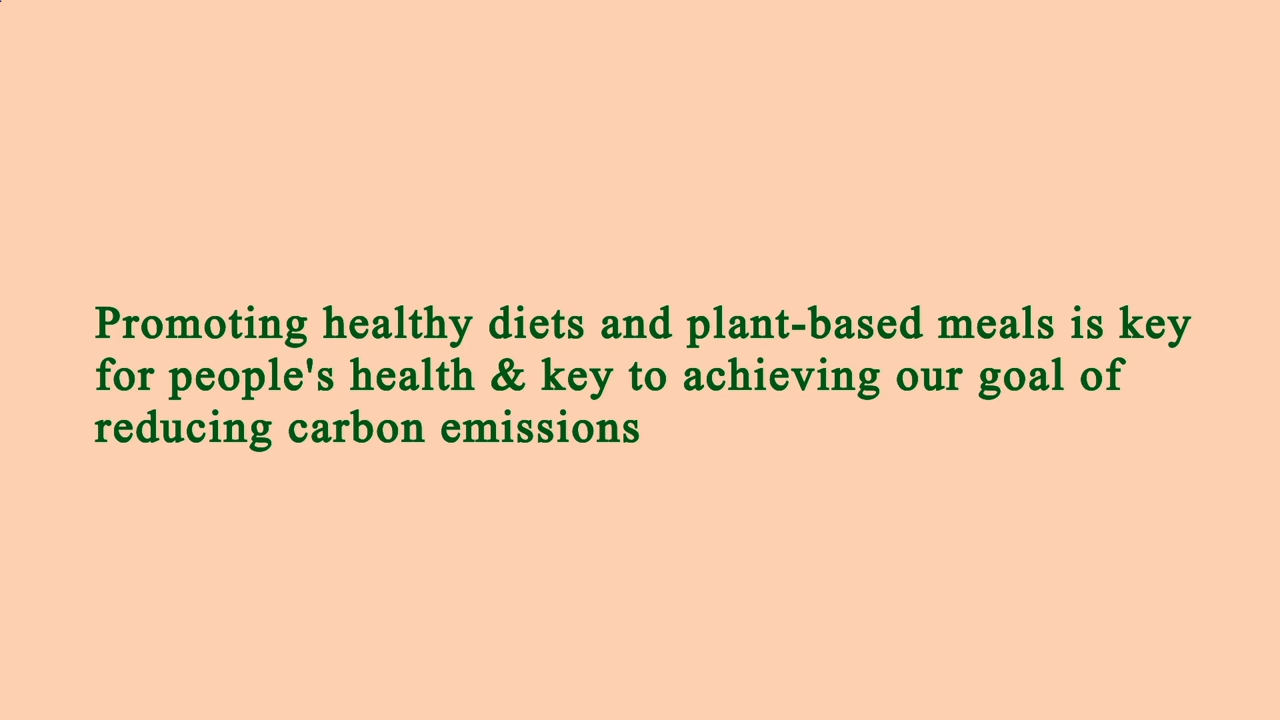 Promoting healthy diets and plant-based meals is key
for people's health & key to achieving our goal of
reducing carbon emissions